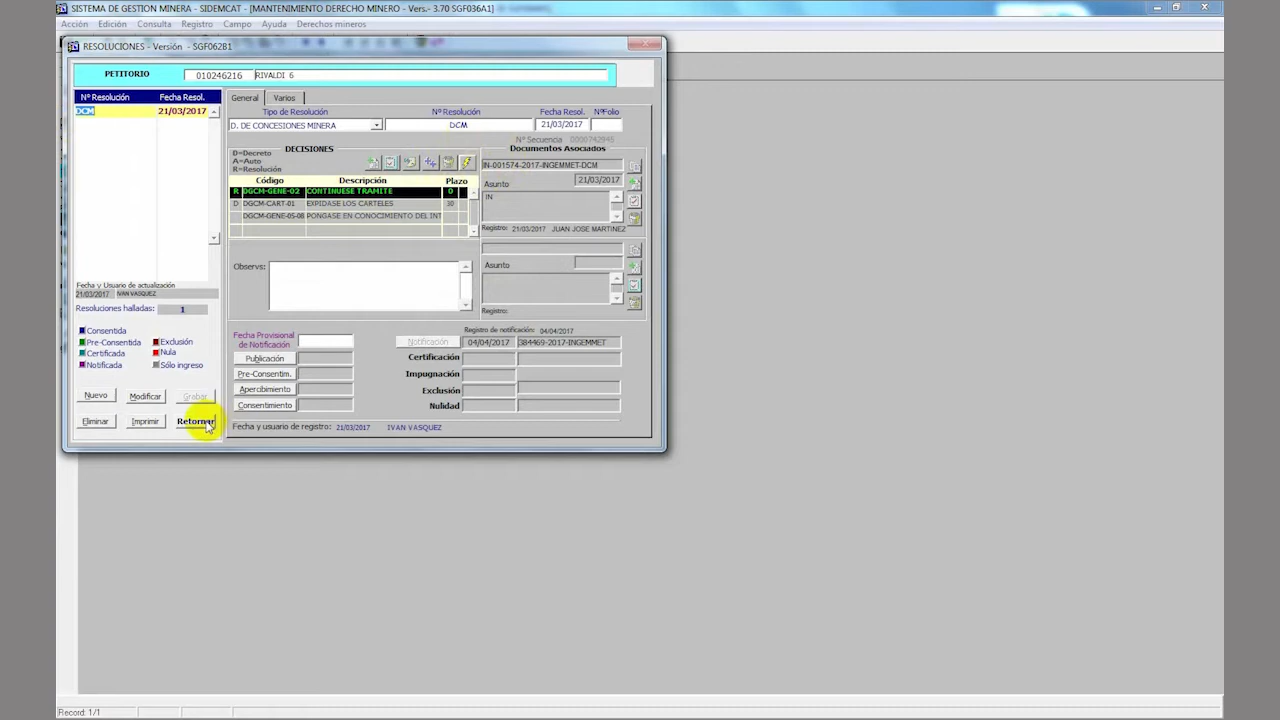 SISTEMA DE GESTION MINERA - SIDEMCAT - [MANTENIMIENTO DERECHO MINERO - Vers.- 3.70 SGF036A1]
Acción Edición Consulta Registro Campo Ayuda Derechos mineros
RESOLUCIONES - Versión - SGF062B1
PETITORIO 010246216 RIVALDI 6
Nº Resolución Fecha Resol.
DCM 21/03/2017
General Varios
Tipo de Resolución Nº Resolución Fecha Resol. NºFolio
D. DE CONCESIONES MINERA DCM 21/03/2017
Nº Secuencia 0000742945
D=Decreto
A=Auto
R=Resolución
DECISIONES
Código Descripción Plazo
R DGCM-GENE-02 CONTINUESE TRAMITE 0
D DGCM-CART-01 EXPIDASE LOS CARTELES 30
DGCM-GENE-05-08 PONGASE EN CONOCIMIENTO DEL INT
Observs:
Documentos Asociados
IN-001574-2017-INGEMMET-DCM
Asunto 21/03/2017
IN
Registro: 21/03/2017 JUAN JOSE MARTINEZ
Asunto
Registro:
Fecha y Usuario de actualización
21/03/2017 IVAN VASQUEZ
Resoluciones halladas: 1
Consentida
Pre-Consentida Exclusión
Certificada Nula
Notificada Sólo ingreso
Nuevo Modificar Grabar
Eliminar Imprimir Retornar
Fecha Provisional
de Notificación
Publicación
Pre-Consentim.
Apercibimiento
Consentimiento
Registro de notificación: 04/04/2017
Notificación 04/04/2017 384469-2017-INGEMMET
Certificación
Impugnación
Exclusión
Nulidad
Fecha y usuario de registro: 21/03/2017 IVAN VASQUEZ
Record: 1/1